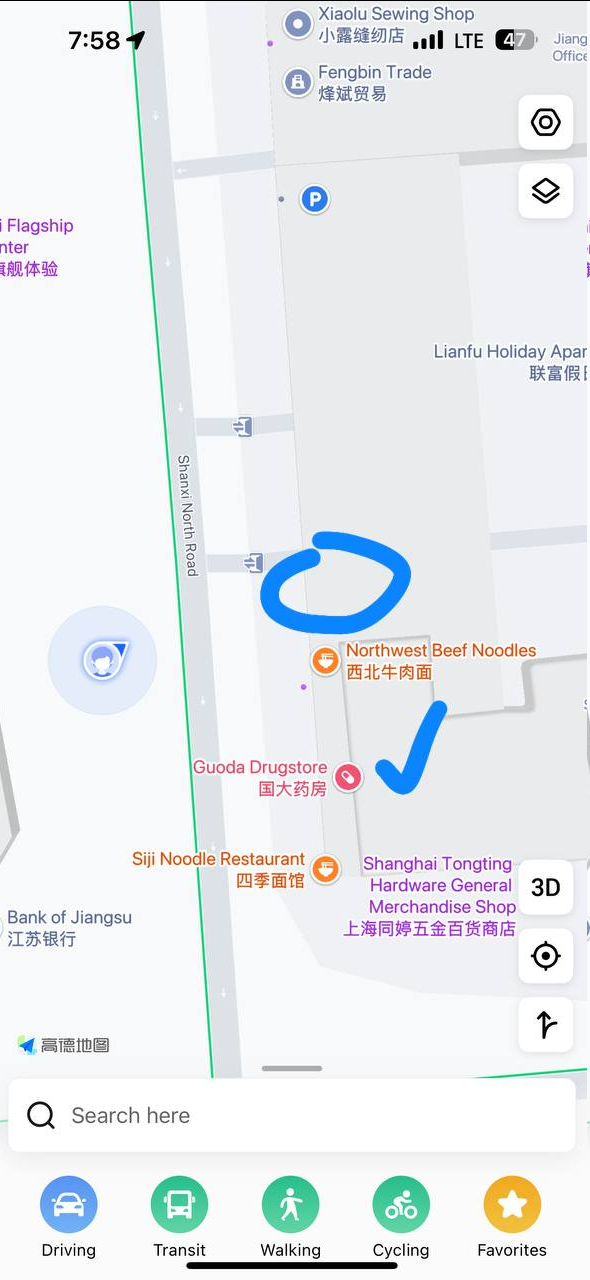 Xiaolu Sewing Shop
小露缝纫店
7:58
LTE
47
Jiang
Office
Fengbin Trade
烽斌贸易
P
i Flagship
nter
旗舰体验
Lianfu Holiday Apar
联富假日
Shanxi North Road
Northwest Beef Noodles
西北牛肉面
Guoda Drugstore
国大药房
Siji Noodle Restaurant
四季面馆
Shanghai Tongting
Hardware General
Merchandise Shop
上海同婷五金百货商店
3D
Bank of Jiangsu
江苏银行
高德地图
Search here
Driving
Transit
Walking
Cycling
Favorites